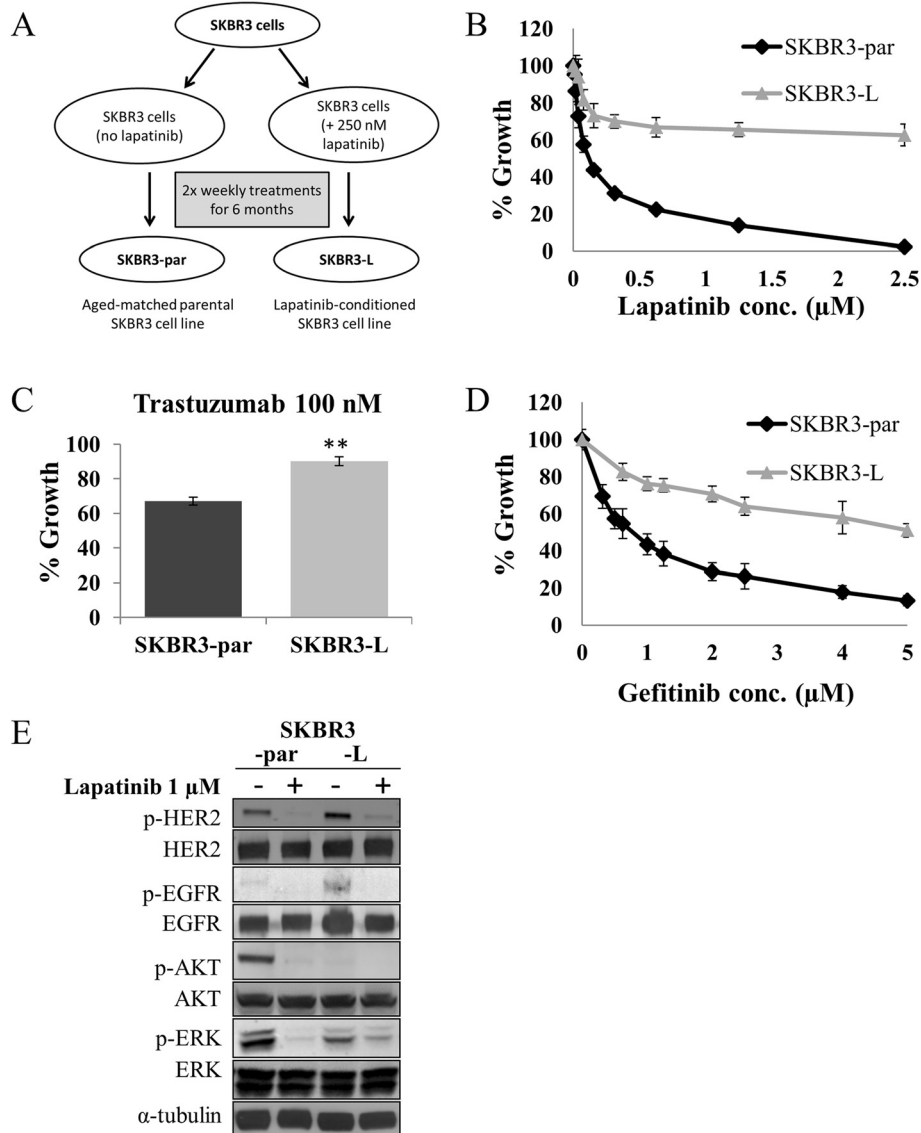 A
SKBR3 cells
SKBR3 cells
(no lapatinib)
SKBR3 cells
(+ 250 nM
lapatinib)
2x weekly treatments
for 6 months
SKBR3-par
SKBR3-L
Aged-matched parental
SKBR3 cell line
Lapatinib-conditioned
SKBR3 cell line
B
SKBR3-par
SKBR3-L
% Growth
120
100
80
60
40
20
0
0 0.5 1 1.5 2 2.5
Lapatinib conc. (μM)
C
Trastuzumab 100 nM
**
% Growth
100
80
60
40
20
0
SKBR3-par SKBR3-L
D
SKBR3-par
SKBR3-L
% Growth
120
100
80
60
40
20
0
0 1 2 3 4 5
Gefitinib conc. (μM)
E
SKBR3
-par -L
Lapatinib 1 μM - + - +
p-HER2
HER2
p-EGFR
EGFR
p-AKT
AKT
p-ERK
ERK
α-tubulin